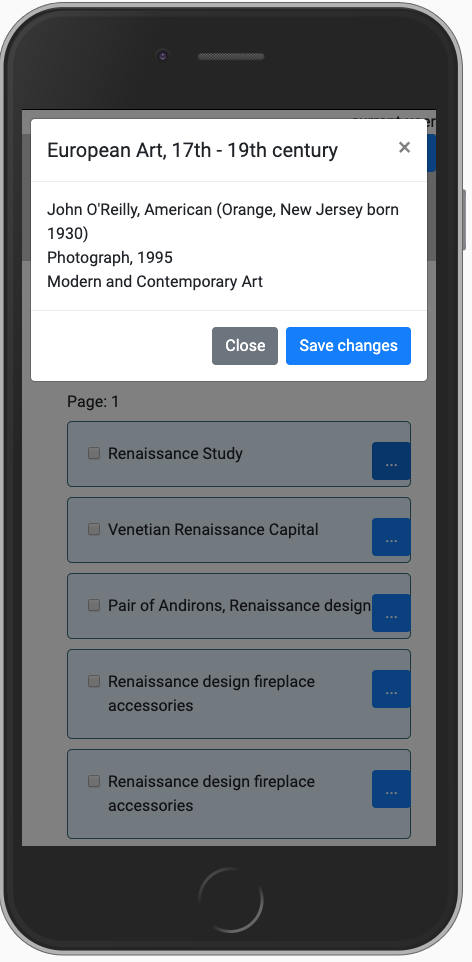 European Art, 17th - 19th century
×
John O'Reilly, American (Orange, New Jersey born
1930)
Photograph, 1995
Modern and Contemporary Art
Close
Save changes
Page: 1
Renaissance Study
...
Venetian Renaissance Capital
...
Pair of Andirons, Renaissance design
...
Renaissance design fireplace
accessories
...
Renaissance design fireplace
accessories
...